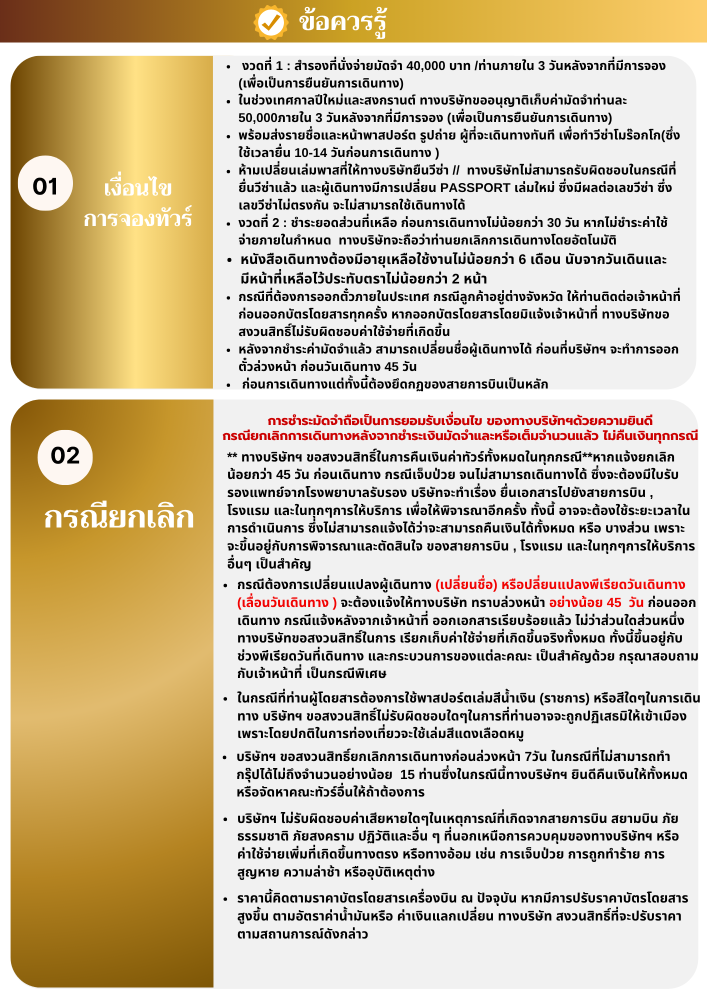 ข้อควรรู้
01
เงื่อนไข
การจองทัวร์
• งวดที่ 1 : สำรองที่นั่งจ่ายมัดจำ 40,000 บาท /ท่านภายใน 3 วันหลังจากที่มีการจอง
(เพื่อเป็นการยืนยันการเดินทาง)
• ในช่วงเทศกาลปีใหม่และสงกรานต์ ทางบริษัทขออนุญาติเก็บค่ามัดจำท่านละ
50,000ภายใน 3 วันหลังจากที่มีการจอง (เพื่อเป็นการยืนยันการเดินทาง)
• พร้อมส่งรายชื่อและหน้าพาสปอร์ต รูปถ่าย ผู้ที่จะเดินทางทันที เพื่อทำวีซ่าโมร๊อกโก(ซึ่ง
ใช้เวลายื่น 10-14 วันก่อนการเดินทาง )
• ห้ามเปลี่ยนเล่มพาสที่ให้ทางบริษัทยืนวีซ่า // ทางบริษัทไม่สามารถรับผิดชอบในกรณีที่
ยื่นวีซ่าแล้ว และผู้เดินทางมีการเปลี่ยน PASSPORT เล่มใหม่ ซึ่งมีผลต่อเลขวีซ่า ซึ่ง
เลขวีซ่าไม่ตรงกัน จะไม่สามารถใช้เดินทางได้
• งวดที่ 2 : ชำระยอดส่วนที่เหลือ ก่อนการเดินทางไม่น้อยกว่า 30 วัน หากไม่ชำระค่าใช้
จ่ายภายในกำหนด ทางบริษัทจะถือว่าท่านยกเลิกการเดินทางโดยอัตโนมัติ
• หนังสือเดินทางต้องมีอายุเหลือใช้งานไม่น้อยกว่า 6 เดือน นับจากวันเดินและ
มีหน้าที่เหลือไว้ประทับตราไม่น้อยกว่า 2 หน้า
• กรณีที่ต้องการออกตั๋วภายในประเทศ กรณีลูกค้าอยู่ต่างจังหวัด ให้ท่านติดต่อเจ้าหน้าที่
ก่อนออกบัตรโดยสารทุกครั้ง หากออกบัตรโดยสารโดยมิแจ้งเจ้าหน้าที่ ทางบริษัทขอ
สงวนสิทธิ์ไม่รับผิดชอบค่าใช้จ่ายที่เกิดขึ้น
• หลังจากชำระค่ามัดจำแล้ว สามารถเปลี่ยนชื่อผู้เดินทางได้ ก่อนที่บริษัทฯ จะทำการออก
ตั๋วล่วงหน้า ก่อนวันเดินทาง 45 วัน
• ก่อนการเดินทางแต่ทั้งนี้ต้องยึดกฏของสายการบินเป็นหลัก
02
กรณียกเลิก
การชำระมัดจำถือเป็นการยอมรับเงื่อนไข ของทางบริษัทฯด้วยความยินดี
กรณียกเลิกการเดินทางหลังจากชำระเงินมัดจำและหรือเต็มจำนวนแล้ว ไม่คืนเงินทุกกรณี
** ทางบริษัทฯ ขอสงวนสิทธิ์ในการคืนเงินค่าทัวร์ทั้งหมดในทุกกรณี**หากแจ้งยกเลิก
น้อยกว่า 45 วัน ก่อนเดินทาง กรณีเจ็บป่วย จนไม่สามารถเดินทางได้ ซึ่งจะต้องมีใบรับ
รองแพทย์จากโรงพยาบาลรับรอง บริษัทจะทำเรื่อง ยื่นเอกสารไปยังสายการบิน ,
โรงแรม และในทุกๆการให้บริการ เพื่อให้พิจารณาอีกครั้ง ทั้งนี้ อาจจะต้องใช้ระยะเวลาใน
การดำเนินการ ซึ่งไม่สามารถแจ้งได้ว่าจะสามารถคืนเงินได้ทั้งหมด หรือ บางส่วน เพราะ
จะขึ้นอยู่กับการพิจารณาและตัดสินใจ ของสายการบิน , โรงแรม และในทุกๆการให้บริการ
อื่นๆ เป็นสำคัญ
• กรณีต้องการเปลี่ยนแปลงผู้เดินทาง (เปลี่ยนชื่อ) หรือปลี่ยนแปลงพีเรียดวันเดินทาง
(เลื่อนวันเดินทาง ) จะต้องแจ้งให้ทางบริษัท ทราบล่วงหน้า อย่างน้อย 45 วัน ก่อนออก
เดินทาง กรณีแจ้งหลังจากเจ้าหน้าที่ ออกเอกสารเรียบร้อยแล้ว ไม่ว่าส่วนใดส่วนหนึ่ง
ทางบริษัทขอสงวนสิทธิ์ในการ เรียกเก็บค่าใช้จ่ายที่เกิดขึ้นจริงทั้งหมด ทั้งนี้ขึ้นอยู่กับ
ช่วงพีเรียดวันที่เดินทาง และกระบวนการของแต่ละคณะ เป็นสำคัญด้วย กรุณาสอบถาม
กับเจ้าหน้าที่ เป็นกรณีพิเศษ
• ในกรณีที่ท่านผู้โดยสารต้องการใช้พาสปอร์ตเล่มสีน้ำเงิน (ราชการ) หรือสีใดๆในการเดิน
ทาง บริษัทฯ ขอสงวนสิทธิ์ไม่รับผิดชอบใดๆในการที่ท่านอาจจะถูกปฏิเสธมิให้เข้าเมือง
เพราะโดยปกติในการท่องเที่ยวจะใช้เล่มสีแดงเลือดหมู
• บริษัทฯ ขอสงวนสิทธิ์ยกเลิกการเดินทางก่อนล่วงหน้า 7วัน ในกรณีที่ไม่สามารถทำ
กรุ๊ปได้ไม่ถึงจำนวนอย่างน้อย 15 ท่านซึ่งในกรณีนี้ทางบริษัทฯ ยินดีคืนเงินให้ทั้งหมด
หรือจัดหาคณะทัวร์อื่นให้ถ้าต้องการ
• บริษัทฯ ไม่รับผิดชอบค่าเสียหายใดๆในเหตุการณ์ที่เกิดจากสายการบิน สยามบิน ภัย
ธรรมชาติ ภัยสงคราม ปฏิวัติและอื่น ๆ ที่นอกเหนือการควบคุมของทางบริษัทฯ หรือ
ค่าใช้จ่ายเพิ่มที่เกิดขึ้นทางตรง หรือทางอ้อม เช่น การเจ็บป่วย การถูกทำร้าย การ
สูญหาย ความล่าช้า หรืออุบัติเหตุต่าง
• ราคานี้คิดตามราคาบัตรโดยสารเครื่องบิน ณ ปัจจุบัน หากมีการปรับราคาบัตรโดยสาร
สูงขึ้น ตามอัตราค่าน้ำมันหรือ ค่าเงินแลกเปลี่ยน ทางบริษัท สงวนสิทธิ์ที่จะปรับราคา
ตามสถานการณ์ดังกล่าว